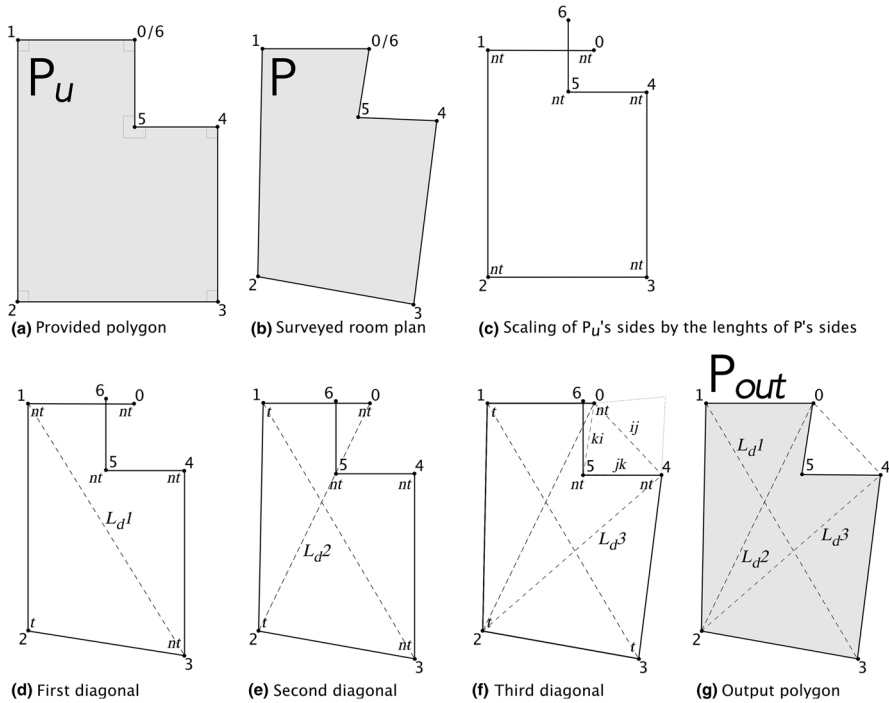 1 0/6
Pu
5 4
2 3
(a) Provided polygon
1 0/6
P
5 4
2 3
(b) Surveyed room plan
6
1 0
nt nt
5 4
nt nt
nt nt
2 3
(c) Scaling of Pu's sides by the lenghts of P's sides
1 6 0
nt nt
5 4
nt nt
Ld1
t nt
2 3
(d) First diagonal
1 6 0
t nt
5 4
nt nt
Ld2
t nt
2 3
(e) Second diagonal
1 6 0
t nt
ki ij
5 jk 4
nt nt
Ld3
t t
2 3
(f) Third diagonal
Pout
1 0
Ld1
5 4
Ld2 Ld3
2 3
(g) Output polygon